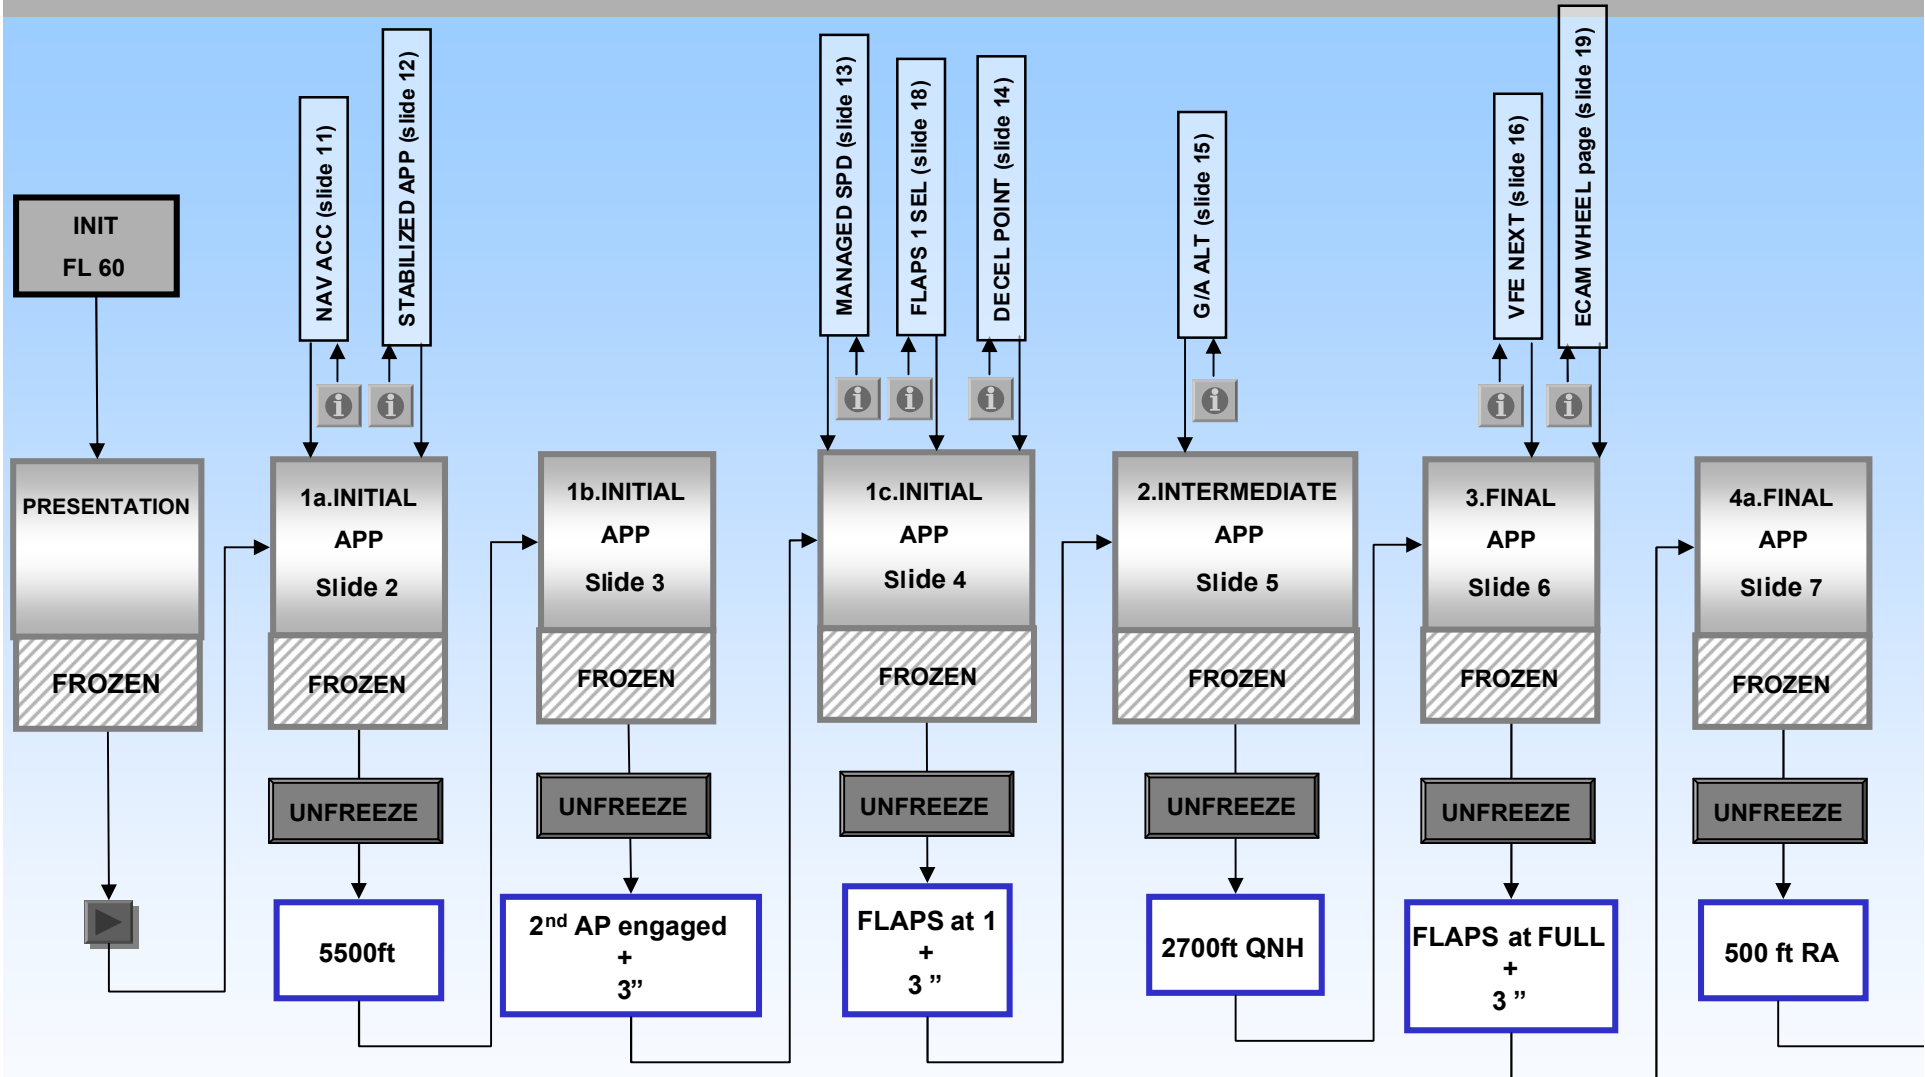 NAV ACC (slide 11)
STABILIZED APP (slide 12)
MANAGED SPD (slide 13)
FLAPS 1 SEL (slide 18)
DECEL POINT (slide 14)
G/A ALT (slide 15)
VFE NEXT (slide 16)
ECAM WHEEL page (slide 19)
INIT
FL 60
i
i
i
i
i
i
i
i
PRESENTATION
FROZEN
1a.INITIAL
APP
Slide 2
FROZEN
UNFREEZE
5500ft
1b.INITIAL
APP
Slide 3
FROZEN
UNFREEZE
2nd AP engaged
+
3”
1c.INITIAL
APP
Slide 4
FROZEN
UNFREEZE
FLAPS at 1
+
3 ”
2.INTERMEDIATE
APP
Slide 5
FROZEN
UNFREEZE
2700ft QNH
3.FINAL
APP
Slide 6
FROZEN
UNFREEZE
FLAPS at FULL
+
3 ”
4a.FINAL
APP
Slide 7
FROZEN
UNFREEZE
500 ft RA